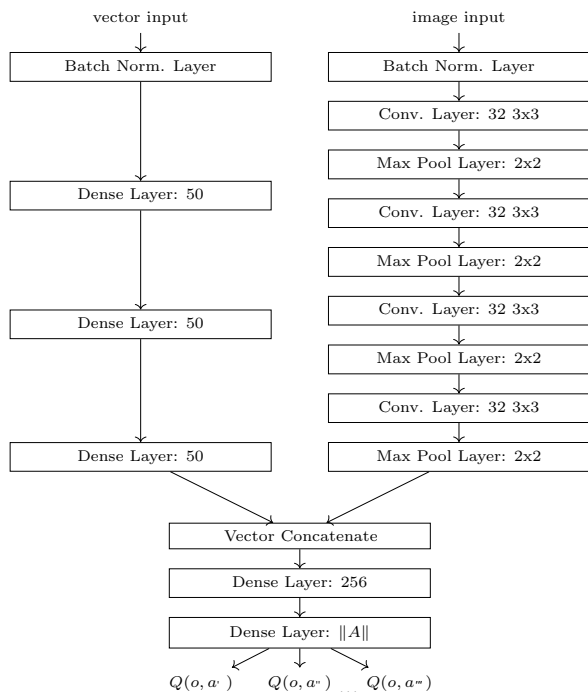 vector input
Batch Norm. Layer
Dense Layer: 50
Dense Layer: 50
Dense Layer: 50
image input
Batch Norm. Layer
Conv. Layer: 32 3x3
Max Pool Layer: 2x2
Conv. Layer: 32 3x3
Max Pool Layer: 2x2
Conv. Layer: 32 3x3
Max Pool Layer: 2x2
Conv. Layer: 32 3x3
Max Pool Layer: 2x2
Vector Concatenate
Dense Layer: 256
Dense Layer: ‖A‖
Q(o, a') Q(o, a'') ... Q(o, a''')